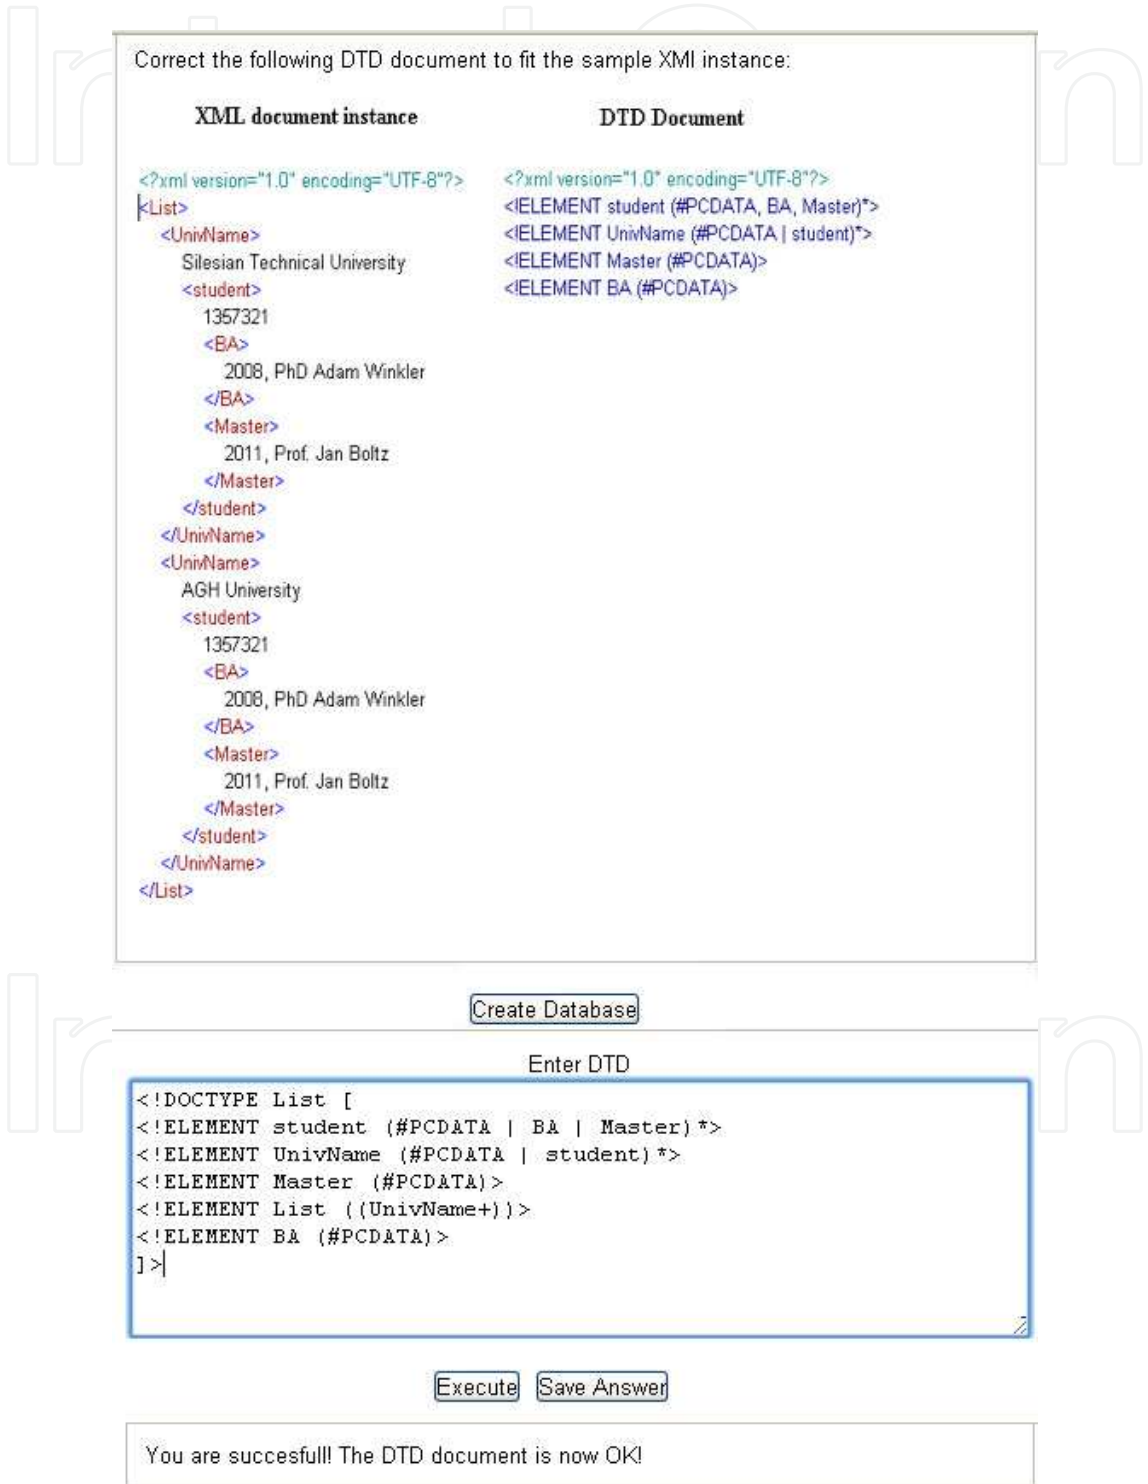 Correct the following DTD document to fit the sample XMl instance:
XML document instance
<?xml version="1.0" encoding="UTF-8"?>
<List>
<UnivName>
Silesian Technical University
<student>
1357321
<BA>
2008, PhD Adam Winkler
</BA>
<Master>
2011, Prof. Jan Boltz
</Master>
</student>
</UnivName>
<UnivName>
AGH University
<student>
1357321
<BA>
2008, PhD Adam Winkler
</BA>
<Master>
2011, Prof. Jan Boltz
</Master>
</student>
</UnivName>
</List>
DTD Document
<?xml version="1.0" encoding="UTF-8"?>
<!ELEMENT student (#PCDATA, BA, Master)*>
<!ELEMENT UnivName (#PCDATA | student)*>
<!ELEMENT Master (#PCDATA)>
<!ELEMENT BA (#PCDATA)>
Create Database
Enter DTD
<!DOCTYPE List [
<!ELEMENT student (#PCDATA | BA | Master)*>
<!ELEMENT UnivName (#PCDATA | student)*>
<!ELEMENT Master (#PCDATA)>
<!ELEMENT List ((UnivName+))>
<!ELEMENT BA (#PCDATA)>
]>
Execute Save Answer
You are succesfull! The DTD document is now OK!